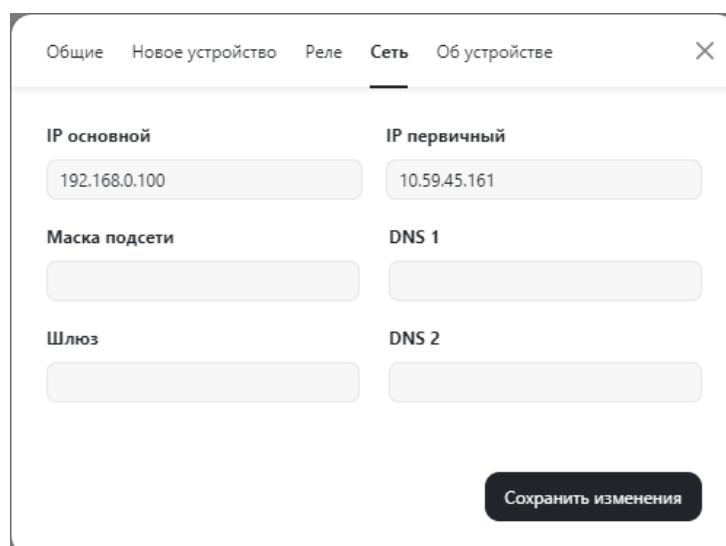 Общие Новое устройство Реле Сеть Об устройстве
IP основной IP первичный
192.168.0.100 10.59.45.161
Маска подсети DNS 1
Шлюз DNS 2
Сохранить изменения